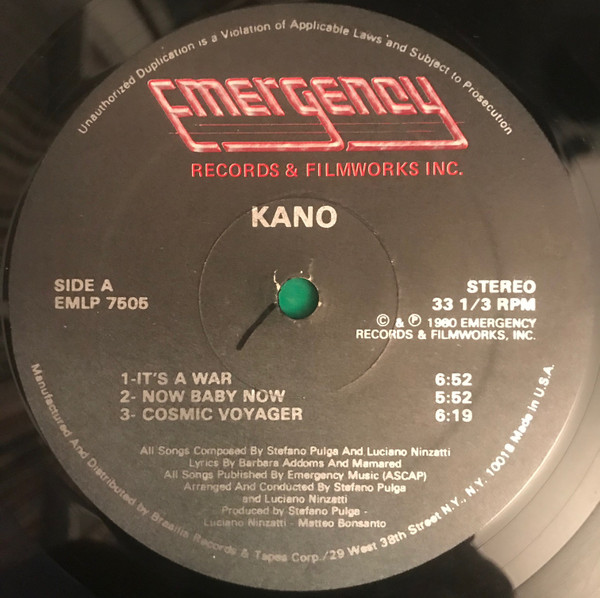 Unauthorized Duplication is a Violation of Applicable Laws and Subject to Prosecution
Emergency
RECORDS & FILMWORKS INC.
KANO
SIDE A
EMLP 7505
STEREO
33 1/3 RPM
© & ℗ 1980 EMERGENCY
RECORDS & FILMWORKS, INC.
1-IT'S A WAR 6:52
2- NOW BABY NOW 5:52
3- COSMIC VOYAGER 6:19
All Songs Composed By Stefano Pulga And Luciano Ninzatti
Lyrics By Barbara Addoms And Mamared
All Songs Published By Emergency Music (ASCAP)
Arranged And Conducted By Stefano Pulga
and Luciano Ninzatti
Produced by Stefano Pulga -
Luciano Ninzatti - Matteo Bonsanto
Manufactured And Distributed by Brasilia Records & Tapes Corp./29 West 38th Street N.Y., N.Y. 10018 Made in U.S.A.